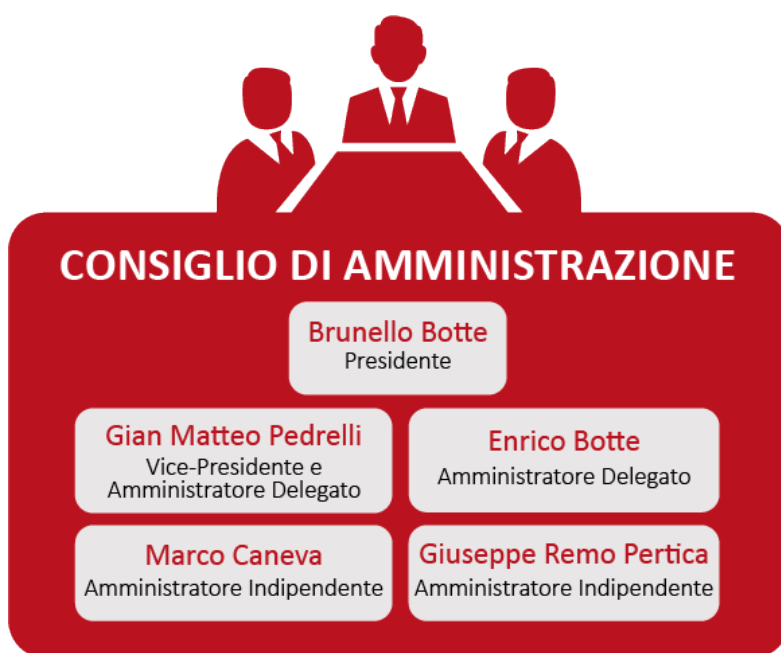 CONSIGLIO DI AMMINISTRAZIONE
Brunello Botte
Presidente
Gian Matteo Pedrelli
Vice-Presidente e
Amministratore Delegato
Enrico Botte
Amministratore Delegato
Marco Caneva
Amministratore Indipendente
Giuseppe Remo Pertica
Amministratore Indipendente